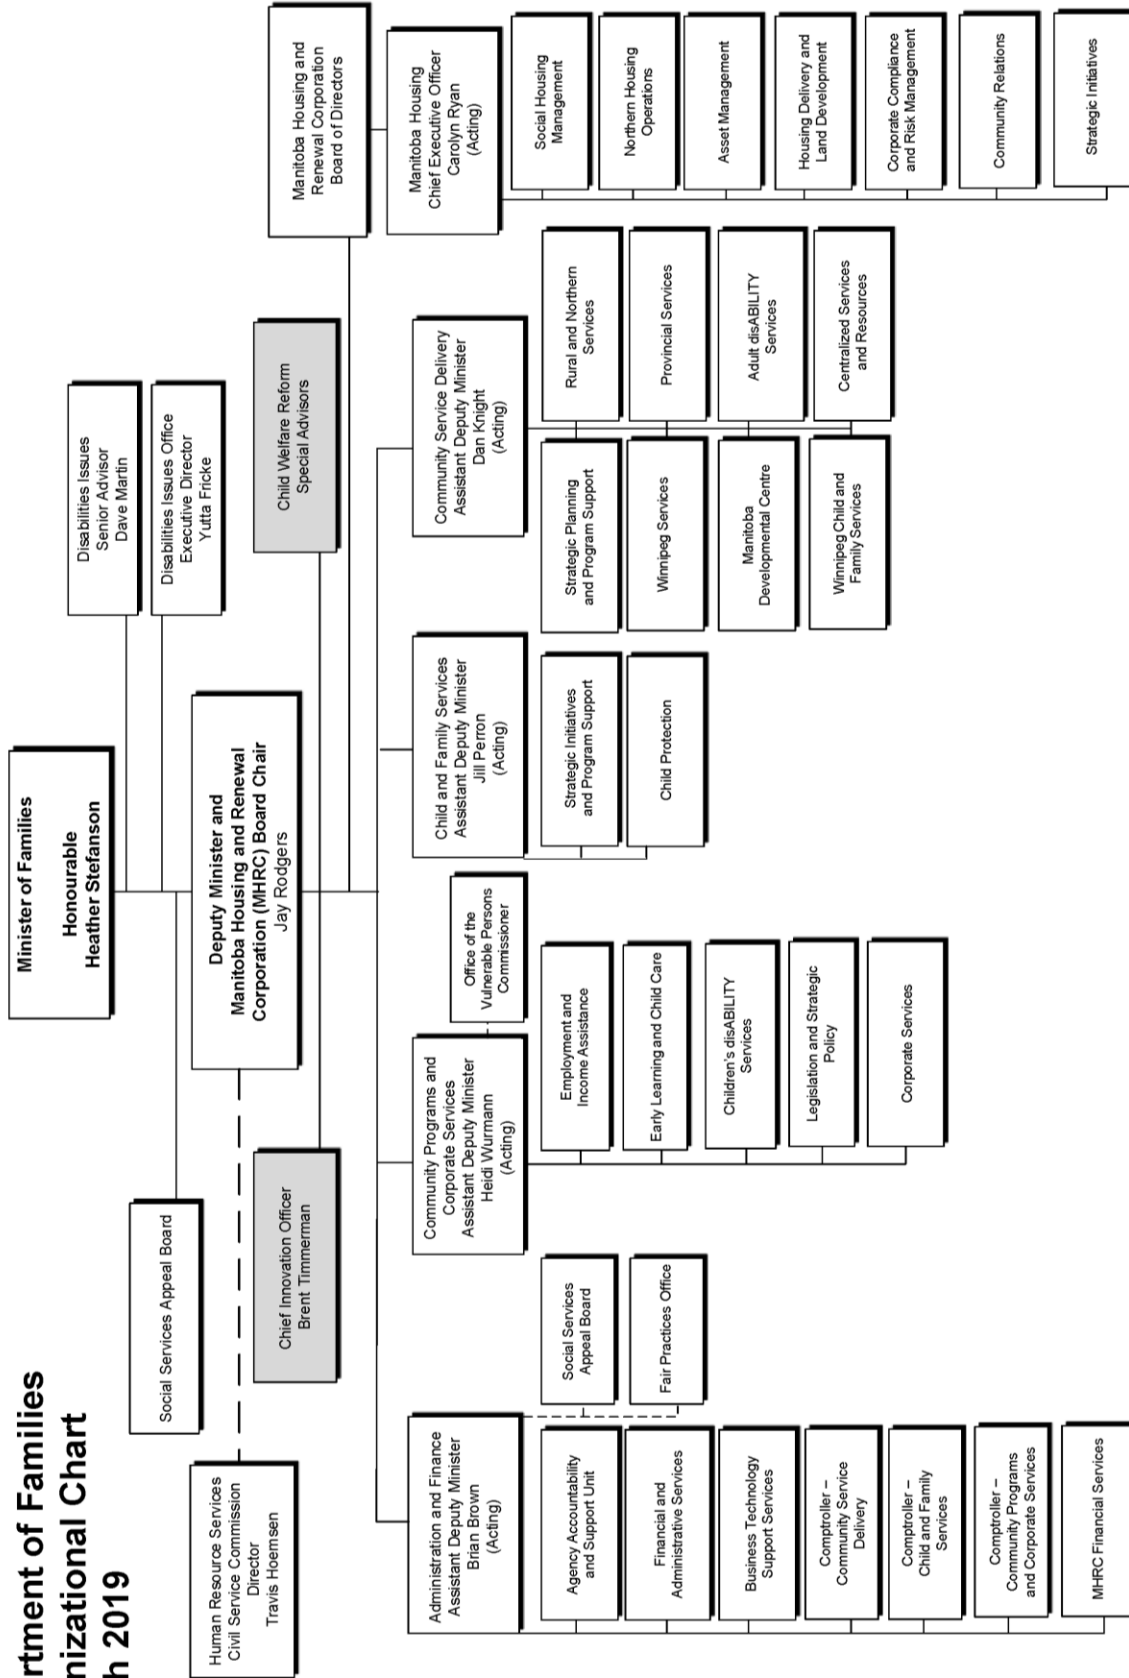 rtment of Families
nizational Chart
h 2019
Minister of Families
Honourable
Heather Stefanson
Disabilities Issues
Senior Advisor
Dave Martin
Disabilities Issues Office
Executive Director
Yutta Fricke
Social Services Appeal Board
Human Resource Services
Civil Service Commission
Director
Travis Hoemsen
Deputy Minister and
Manitoba Housing and Renewal
Corporation (MHRC) Board Chair
Jay Rodgers
Chief Innovation Officer
Brent Timmerman
Child Welfare Reform
Special Advisors
Manitoba Housing and
Renewal Corporation
Board of Directors
Administration and Finance
Assistant Deputy Minister
Brian Brown
(Acting)
Social Services
Appeal Board
Fair Practices Office
Agency Accountability
and Support Unit
Financial and
Administrative Services
Business Technology
Support Services
Comptroller –
Community Service
Delivery
Comptroller –
Child and Family
Services
Comptroller –
Community Programs
and Corporate Services
MHRC Financial Services
Community Programs and
Corporate Services
Assistant Deputy Minister
Heidi Wurmann
(Acting)
Office of the
Vulnerable Persons
Commissioner
Employment and
Income Assistance
Early Learning and Child Care
Children's disABILITY
Services
Legislation and Strategic
Policy
Corporate Services
Child and Family Services
Assistant Deputy Minister
Jill Perron
(Acting)
Strategic Initiatives
and Program Support
Child Protection
Community Service Delivery
Assistant Deputy Minister
Dan Knight
(Acting)
Strategic Planning
and Program Support
Rural and Northern
Services
Winnipeg Services
Provincial Services
Manitoba
Developmental Centre
Adult disABILITY
Services
Winnipeg Child and
Family Services
Centralized Services
and Resources
Manitoba Housing
Chief Executive Officer
Carolyn Ryan
(Acting)
Social Housing
Management
Northern Housing
Operations
Asset Management
Housing Delivery and
Land Development
Corporate Compliance
and Risk Management
Community Relations
Strategic Initiatives